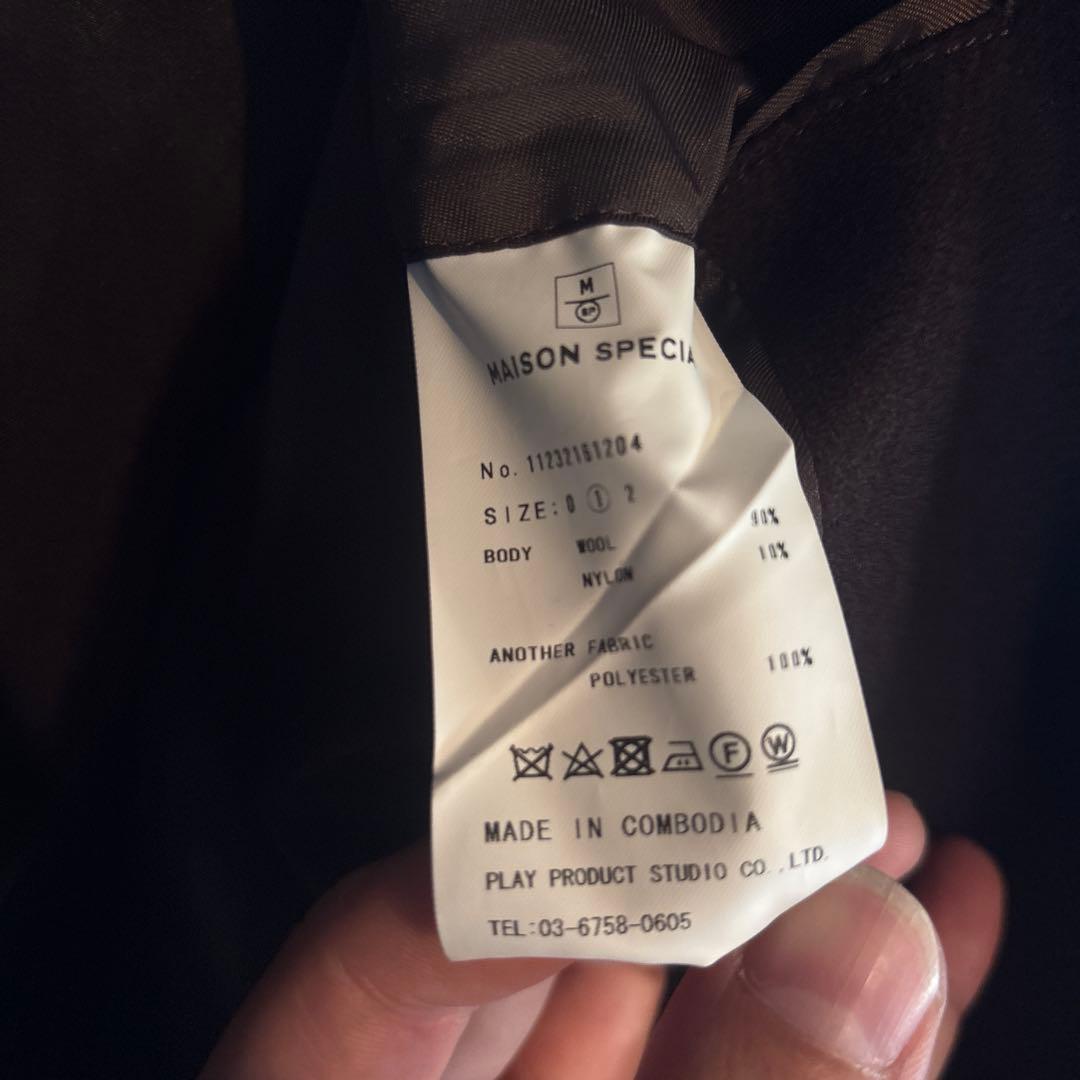 M
SP
MAISON SPECIA
No. 11232161204
SIZE: 0 ① 2
BODY WOOL 90%
NYLON 10%
ANOTHER FABRIC
POLYESTER 100%
F W
MADE IN COMBODIA
PLAY PRODUCT STUDIO CO.,LTD.
TEL:03-6758-0605